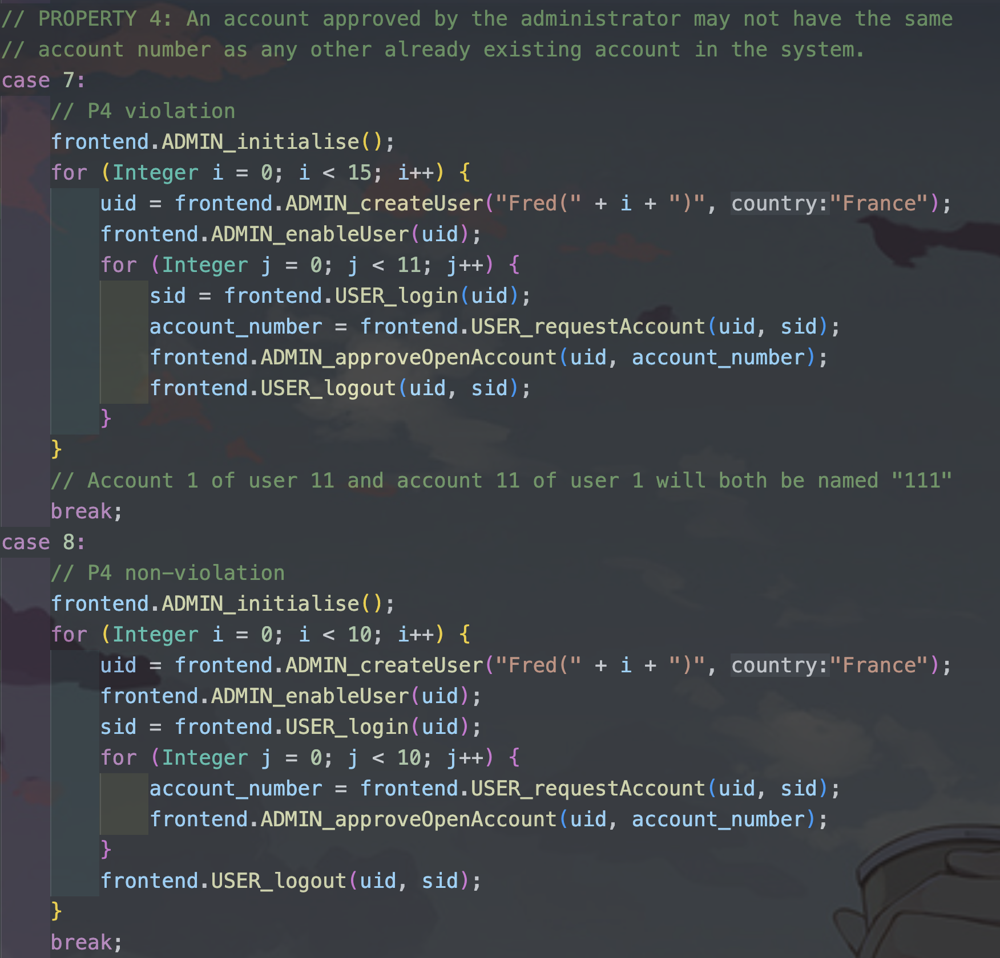 // PROPERTY 4: An account approved by the administrator may not have the same
// account number as any other already existing account in the system.
case 7:
    // P4 violation
    frontend.ADMIN_initialise();
    for (Integer i = 0; i < 15; i++) {
        uid = frontend.ADMIN_createUser("Fred(" + i + ")", country:"France");
        frontend.ADMIN_enableUser(uid);
        for (Integer j = 0; j < 11; j++) {
            sid = frontend.USER_login(uid);
            account_number = frontend.USER_requestAccount(uid, sid);
            frontend.ADMIN_approveOpenAccount(uid, account_number);
            frontend.USER_logout(uid, sid);
        }
    }
    // Account 1 of user 11 and account 11 of user 1 will both be named "111"
    break;
case 8:
    // P4 non-violation
    frontend.ADMIN_initialise();
    for (Integer i = 0; i < 10; i++) {
        uid = frontend.ADMIN_createUser("Fred(" + i + ")", country:"France");
        frontend.ADMIN_enableUser(uid);
        sid = frontend.USER_login(uid);
        for (Integer j = 0; j < 10; j++) {
            account_number = frontend.USER_requestAccount(uid, sid);
            frontend.ADMIN_approveOpenAccount(uid, account_number);
        }
        frontend.USER_logout(uid, sid);
    }
    break;